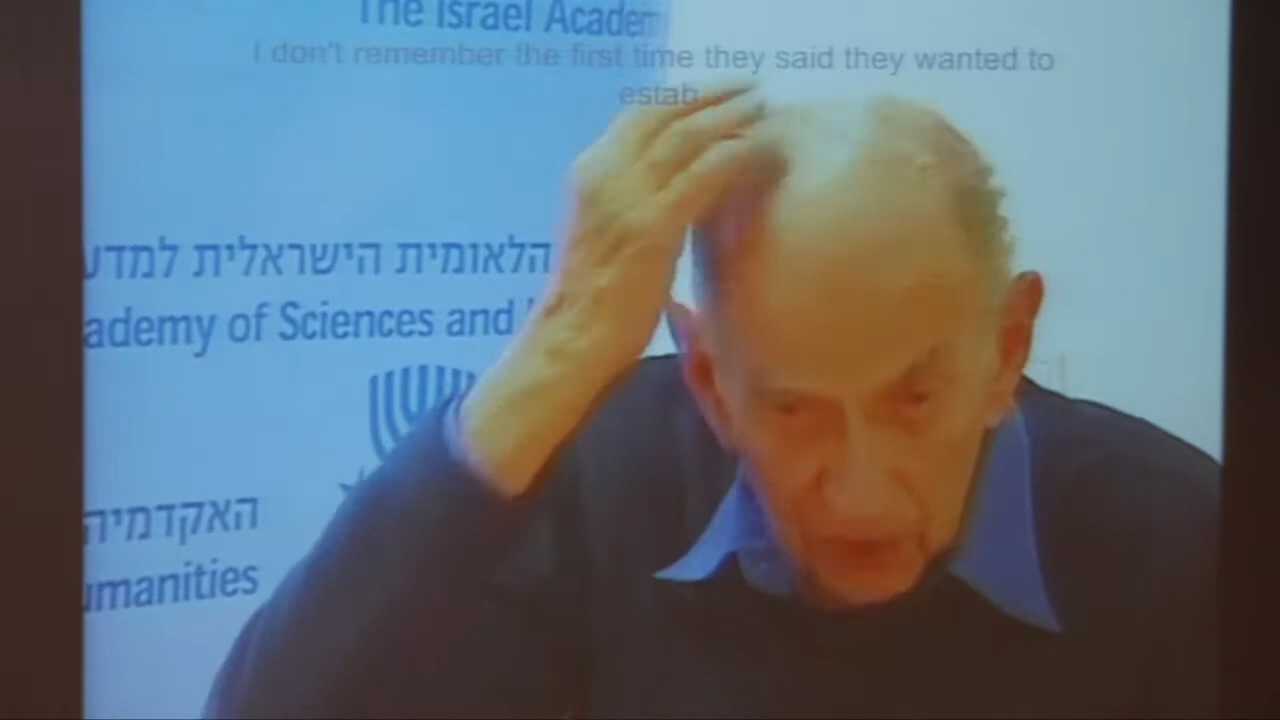 The Israel Academ
I don't remember the first time they said they wanted to
estab
הלאומית הישראלית למדע
ademy of Sciences and
האקדמיה
umanities